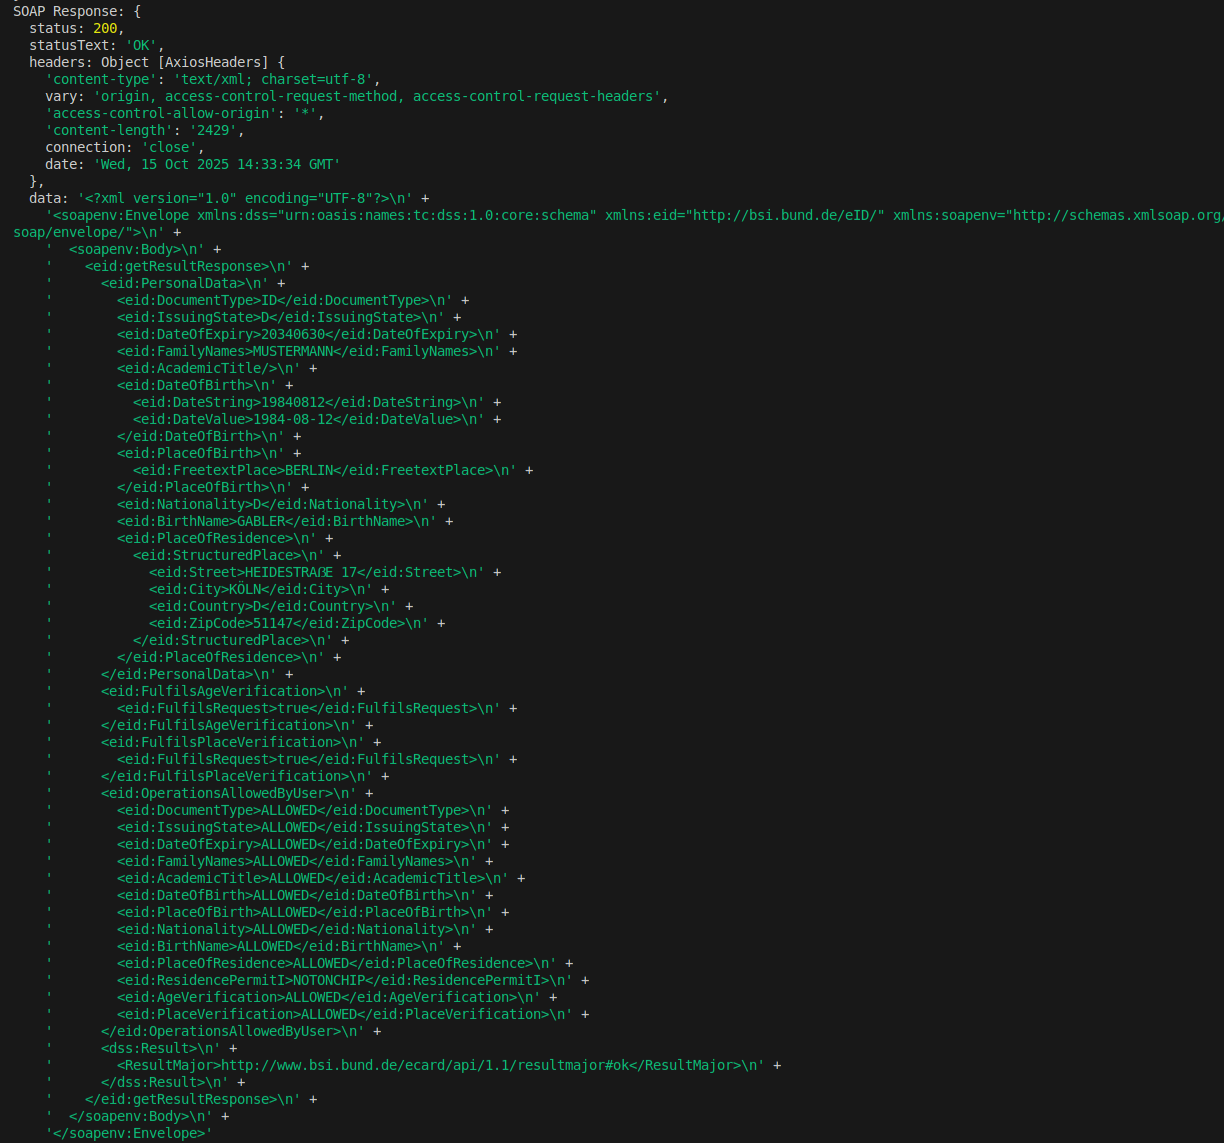 SOAP Response: {
  status: 200,
  statusText: 'OK',
  headers: Object [AxiosHeaders] {
    'content-type': 'text/xml; charset=utf-8',
    vary: 'origin, access-control-request-method, access-control-request-headers',
    'access-control-allow-origin': '*',
    'content-length': '2429',
    connection: 'close',
    date: 'Wed, 15 Oct 2025 14:33:34 GMT'
  },
  data: '<?xml version="1.0" encoding="UTF-8"?>\n' +
    '<soapenv:Envelope xmlns:dss="urn:oasis:names:tc:dss:1.0:core:schema" xmlns:eid="http://bsi.bund.de/eID/" xmlns:soapenv="http://schemas.xmlsoap.org/
soap/envelope/">\n' +
    '  <soapenv:Body>\n' +
    '    <eid:getResultResponse>\n' +
    '      <eid:PersonalData>\n' +
    '        <eid:DocumentType>ID</eid:DocumentType>\n' +
    '        <eid:IssuingState>D</eid:IssuingState>\n' +
    '        <eid:DateOfExpiry>20340630</eid:DateOfExpiry>\n' +
    '        <eid:FamilyNames>MUSTERMANN</eid:FamilyNames>\n' +
    '        <eid:AcademicTitle/>\n' +
    '        <eid:DateOfBirth>\n' +
    '          <eid:DateString>19840812</eid:DateString>\n' +
    '          <eid:DateValue>1984-08-12</eid:DateValue>\n' +
    '        </eid:DateOfBirth>\n' +
    '        <eid:PlaceOfBirth>\n' +
    '          <eid:FreetextPlace>BERLIN</eid:FreetextPlace>\n' +
    '        </eid:PlaceOfBirth>\n' +
    '        <eid:Nationality>D</eid:Nationality>\n' +
    '        <eid:BirthName>GABLER</eid:BirthName>\n' +
    '        <eid:PlaceOfResidence>\n' +
    '          <eid:StructuredPlace>\n' +
    '            <eid:Street>HEIDESTRAßE 17</eid:Street>\n' +
    '            <eid:City>KÖLN</eid:City>\n' +
    '            <eid:Country>D</eid:Country>\n' +
    '            <eid:ZipCode>51147</eid:ZipCode>\n' +
    '          </eid:StructuredPlace>\n' +
    '        </eid:PlaceOfResidence>\n' +
    '      </eid:PersonalData>\n' +
    '      <eid:FulfilsAgeVerification>\n' +
    '        <eid:FulfilsRequest>true</eid:FulfilsRequest>\n' +
    '      </eid:FulfilsAgeVerification>\n' +
    '      <eid:FulfilsPlaceVerification>\n' +
    '        <eid:FulfilsRequest>true</eid:FulfilsRequest>\n' +
    '      </eid:FulfilsPlaceVerification>\n' +
    '      <eid:OperationsAllowedByUser>\n' +
    '        <eid:DocumentType>ALLOWED</eid:DocumentType>\n' +
    '        <eid:IssuingState>ALLOWED</eid:IssuingState>\n' +
    '        <eid:DateOfExpiry>ALLOWED</eid:DateOfExpiry>\n' +
    '        <eid:FamilyNames>ALLOWED</eid:FamilyNames>\n' +
    '        <eid:AcademicTitle>ALLOWED</eid:AcademicTitle>\n' +
    '        <eid:DateOfBirth>ALLOWED</eid:DateOfBirth>\n' +
    '        <eid:PlaceOfBirth>ALLOWED</eid:PlaceOfBirth>\n' +
    '        <eid:Nationality>ALLOWED</eid:Nationality>\n' +
    '        <eid:BirthName>ALLOWED</eid:BirthName>\n' +
    '        <eid:PlaceOfResidence>ALLOWED</eid:PlaceOfResidence>\n' +
    '        <eid:ResidencePermitI>NOTONCHIP</eid:ResidencePermitI>\n' +
    '        <eid:AgeVerification>ALLOWED</eid:AgeVerification>\n' +
    '        <eid:PlaceVerification>ALLOWED</eid:PlaceVerification>\n' +
    '      </eid:OperationsAllowedByUser>\n' +
    '      <dss:Result>\n' +
    '        <ResultMajor>http://www.bsi.bund.de/ecard/api/1.1/resultmajor#ok</ResultMajor>\n' +
    '      </dss:Result>\n' +
    '    </eid:getResultResponse>\n' +
    '  </soapenv:Body>\n' +
    '</soapenv:Envelope>'